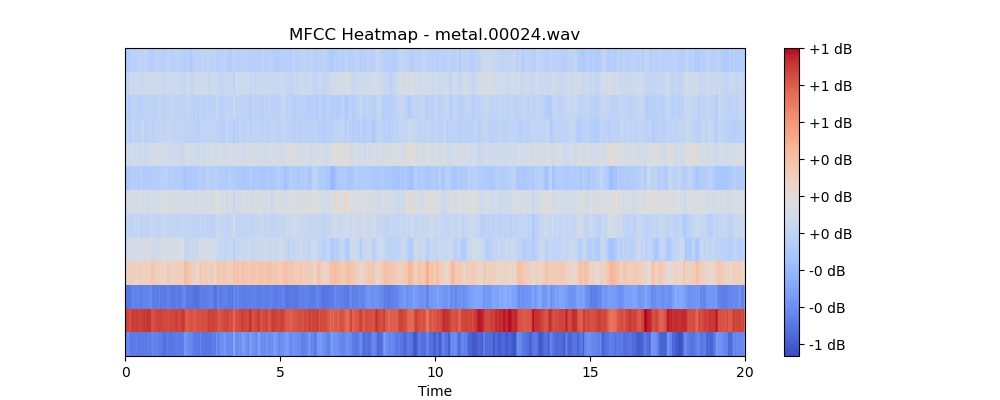 MFCC Heatmap - metal.00024.wav
+1 dB
+1 dB
+1 dB
+0 dB
+0 dB
+0 dB
-0 dB
-0 dB
-1 dB
0 5 10 15 20
Time